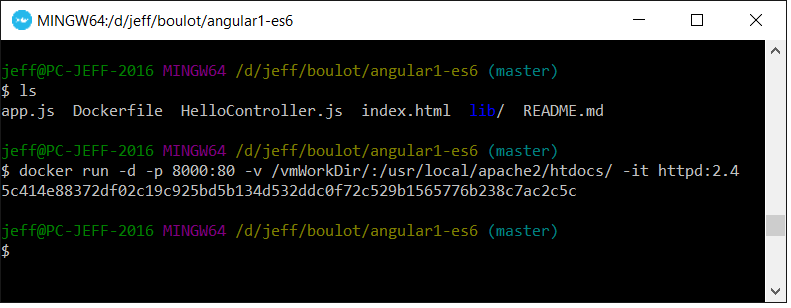 MINGW64:/d/jeff/boulot/angular1-es6
jeff@PC-JEFF-2016 MINGW64 /d/jeff/boulot/angular1-es6 (master)
$ ls
app.js  Dockerfile  HelloController.js  index.html  lib/  README.md
jeff@PC-JEFF-2016 MINGW64 /d/jeff/boulot/angular1-es6 (master)
$ docker run -d -p 8000:80 -v /vmWorkDir/:/usr/local/apache2/htdocs/ -it httpd:2.4
5c414e88372df02c19c925bd5b134d532ddc0f72c529b1565776b238c7ac2c5c
jeff@PC-JEFF-2016 MINGW64 /d/jeff/boulot/angular1-es6 (master)
$